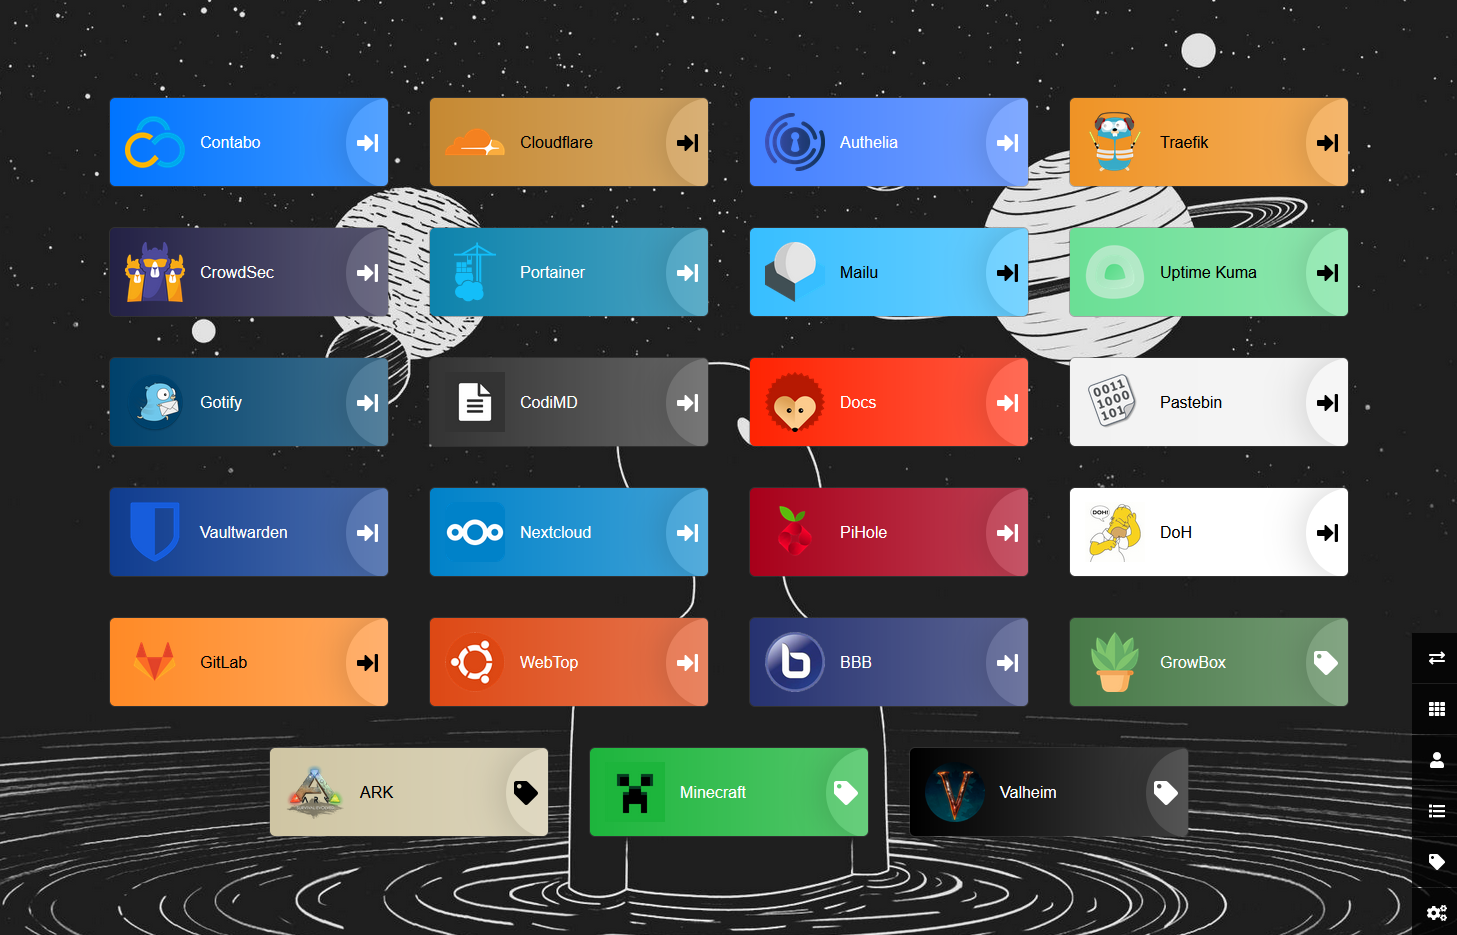 Contabo
Cloudflare
Authelia
Traefik
CrowdSec
Portainer
Mailu
Uptime Kuma
Gotify
CodiMD
Docs
0011
1000
101
Pastebin
Vaultwarden
Nextcloud
PiHole
DOH!
DoH
GitLab
WebTop
b
BBB
GrowBox
ARK
ARK
Minecraft
V
Valheim